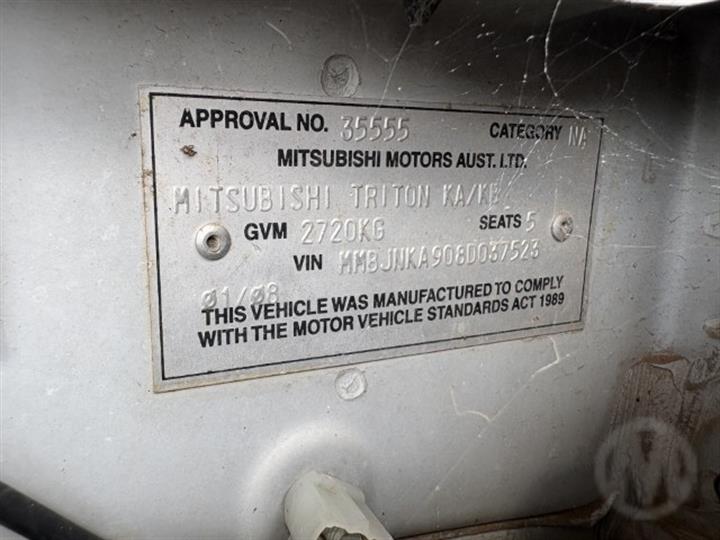 APPROVAL NO. 35555 CATEGORY NA
MITSUBISHI MOTORS AUST. LTD.
MITSUBISHI TRITON KA/KB
GVM 2720KG SEATS 5
VIN MMBJNKA908D037523
01/08
THIS VEHICLE WAS MANUFACTURED TO COMPLY
WITH THE MOTOR VEHICLE STANDARDS ACT 1989
M